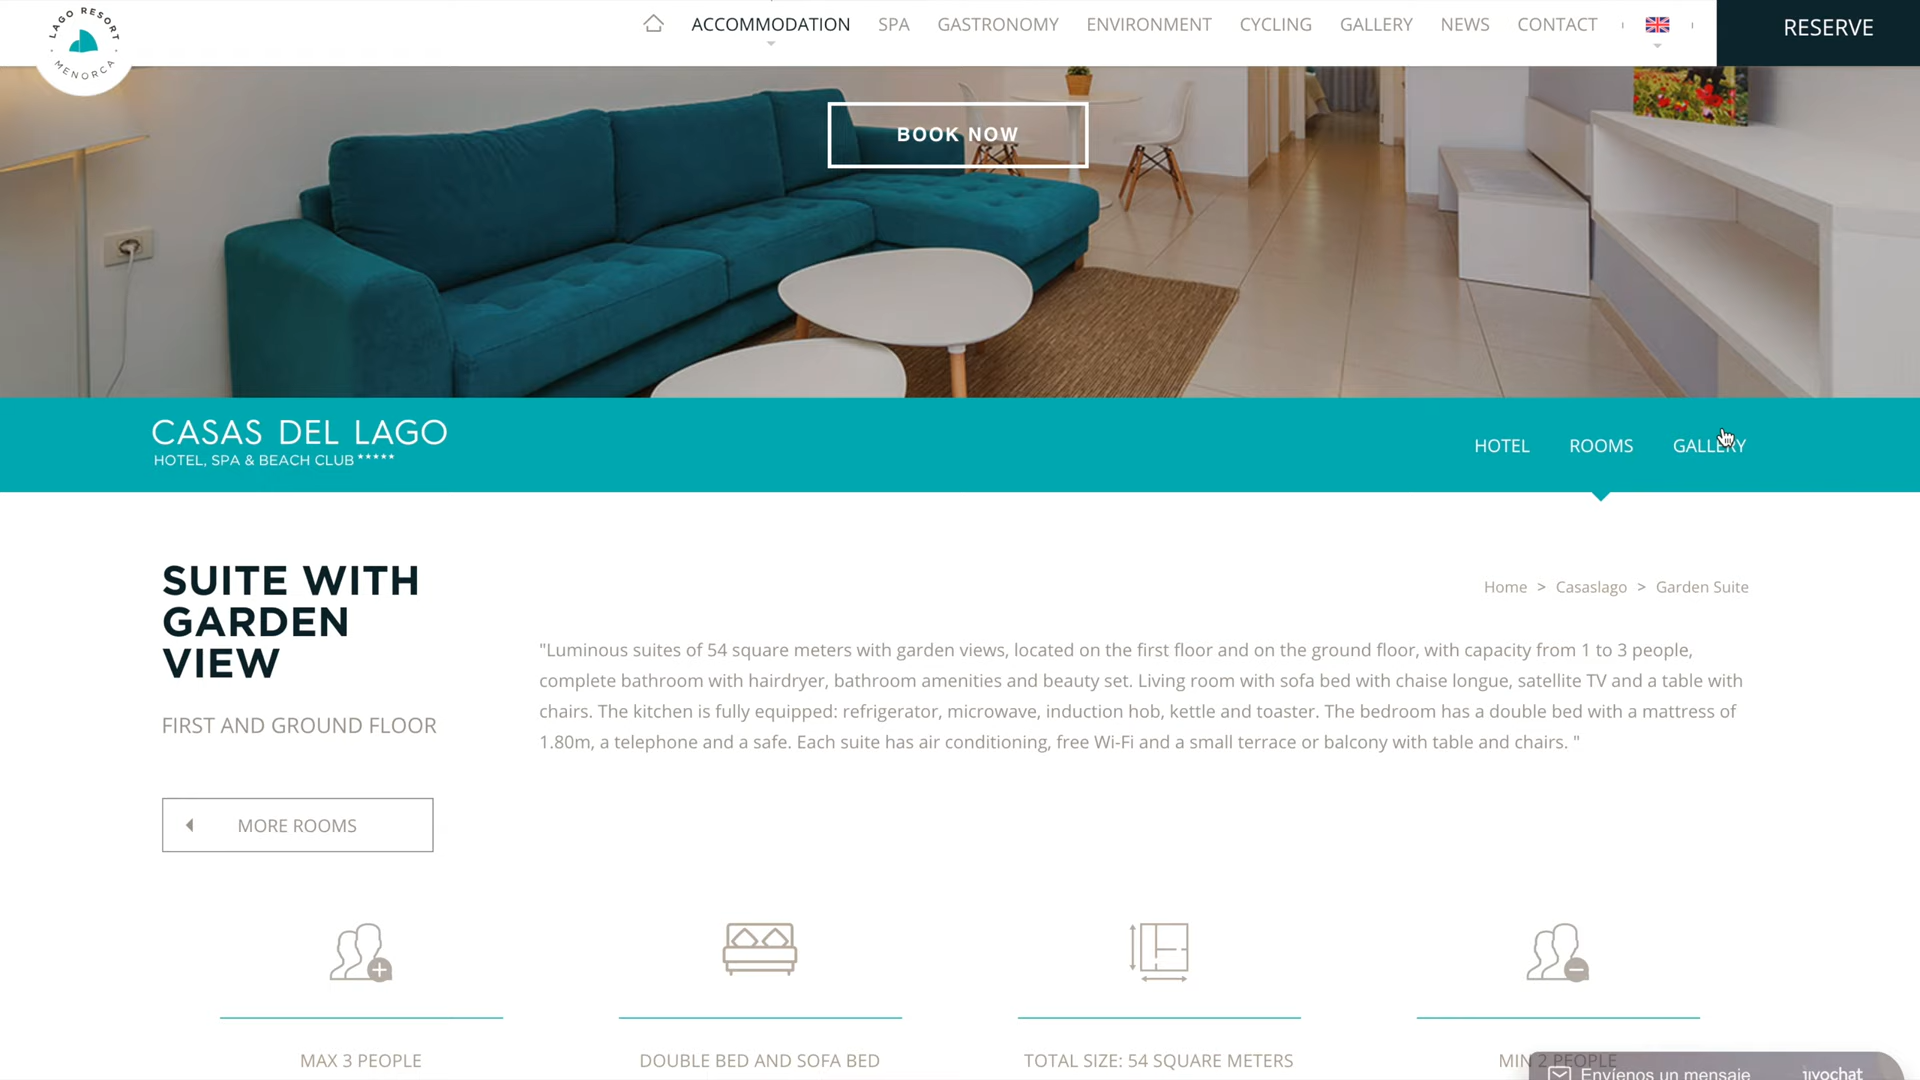 LAGO RESORT
MENORCA
ACCOMMODATION
SPA
GASTRONOMY
ENVIRONMENT
CYCLING
GALLERY
NEWS
CONTACT
RESERVE
BOOK NOW
CASAS DEL LAGO
HOTEL, SPA & BEACH CLUB *****
HOTEL
ROOMS
GALLERY
SUITE WITH
GARDEN
VIEW
FIRST AND GROUND FLOOR
MORE ROOMS
Home > Casaslago > Garden Suite
"Luminous suites of 54 square meters with garden views, located on the first floor and on the ground floor, with capacity from 1 to 3 people,
complete bathroom with hairdryer, bathroom amenities and beauty set. Living room with sofa bed with chaise longue, satellite TV and a table with
chairs. The kitchen is fully equipped: refrigerator, microwave, induction hob, kettle and toaster. The bedroom has a double bed with a mattress of
1.80m, a telephone and a safe. Each suite has air conditioning, free Wi-Fi and a small terrace or balcony with table and chairs. "
MAX 3 PEOPLE
DOUBLE BED AND SOFA BED
TOTAL SIZE: 54 SQUARE METERS
MIN 2 PEOPLE
Envíenos un mensaje
jivochat